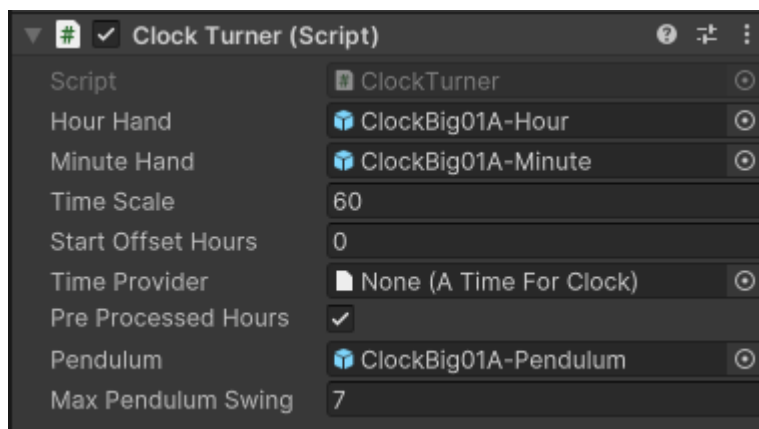 # Clock Turner (Script)
Script # ClockTurner
Hour Hand ClockBig01A-Hour
Minute Hand ClockBig01A-Minute
Time Scale 60
Start Offset Hours 0
Time Provider None (A Time For Clock)
Pre Processed Hours
Pendulum ClockBig01A-Pendulum
Max Pendulum Swing 7